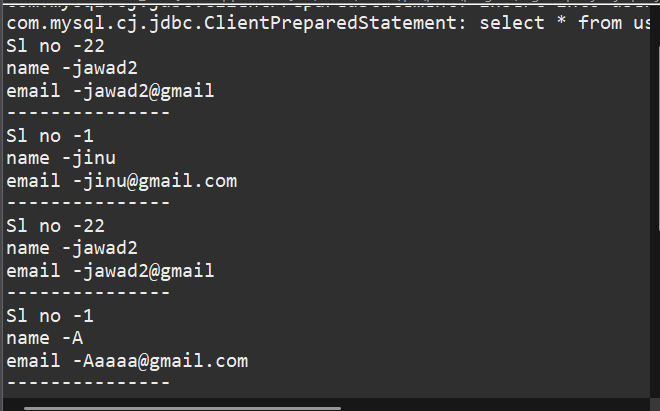 com.mysql.cj.jdbc.ClientPreparedStatement: select * from us
Sl no -22
name -jawad2
email -jawad2@gmail
---------------
Sl no -1
name -jinu
email -jinu@gmail.com
---------------
Sl no -22
name -jawad2
email -jawad2@gmail
---------------
Sl no -1
name -A
email -Aaaaa@gmail.com
---------------